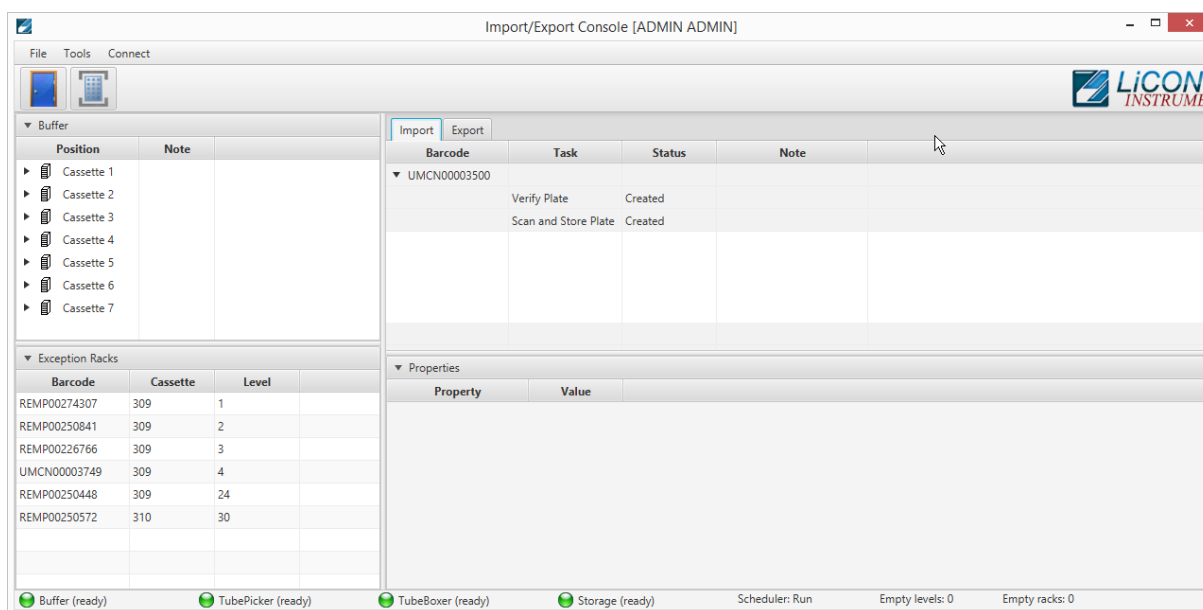 Import/Export Console [ADMIN ADMIN]
File Tools Connect
LiCON
INSTRUME
Buffer
Position Note
Cassette 1
Cassette 2
Cassette 3
Cassette 4
Cassette 5
Cassette 6
Cassette 7
Exception Racks
Barcode Cassette Level
REMP00274307 309 1
REMP00250841 309 2
REMP00226766 309 3
UMCN00003749 309 4
REMP00250448 309 24
REMP00250572 310 30
Import Export
Barcode Task Status Note
UMCN00003500
Verify Plate Created
Scan and Store Plate Created
Properties
Property Value
Buffer (ready) TubePicker (ready) TubeBoxer (ready) Storage (ready) Scheduler: Run Empty levels: 0 Empty racks: 0